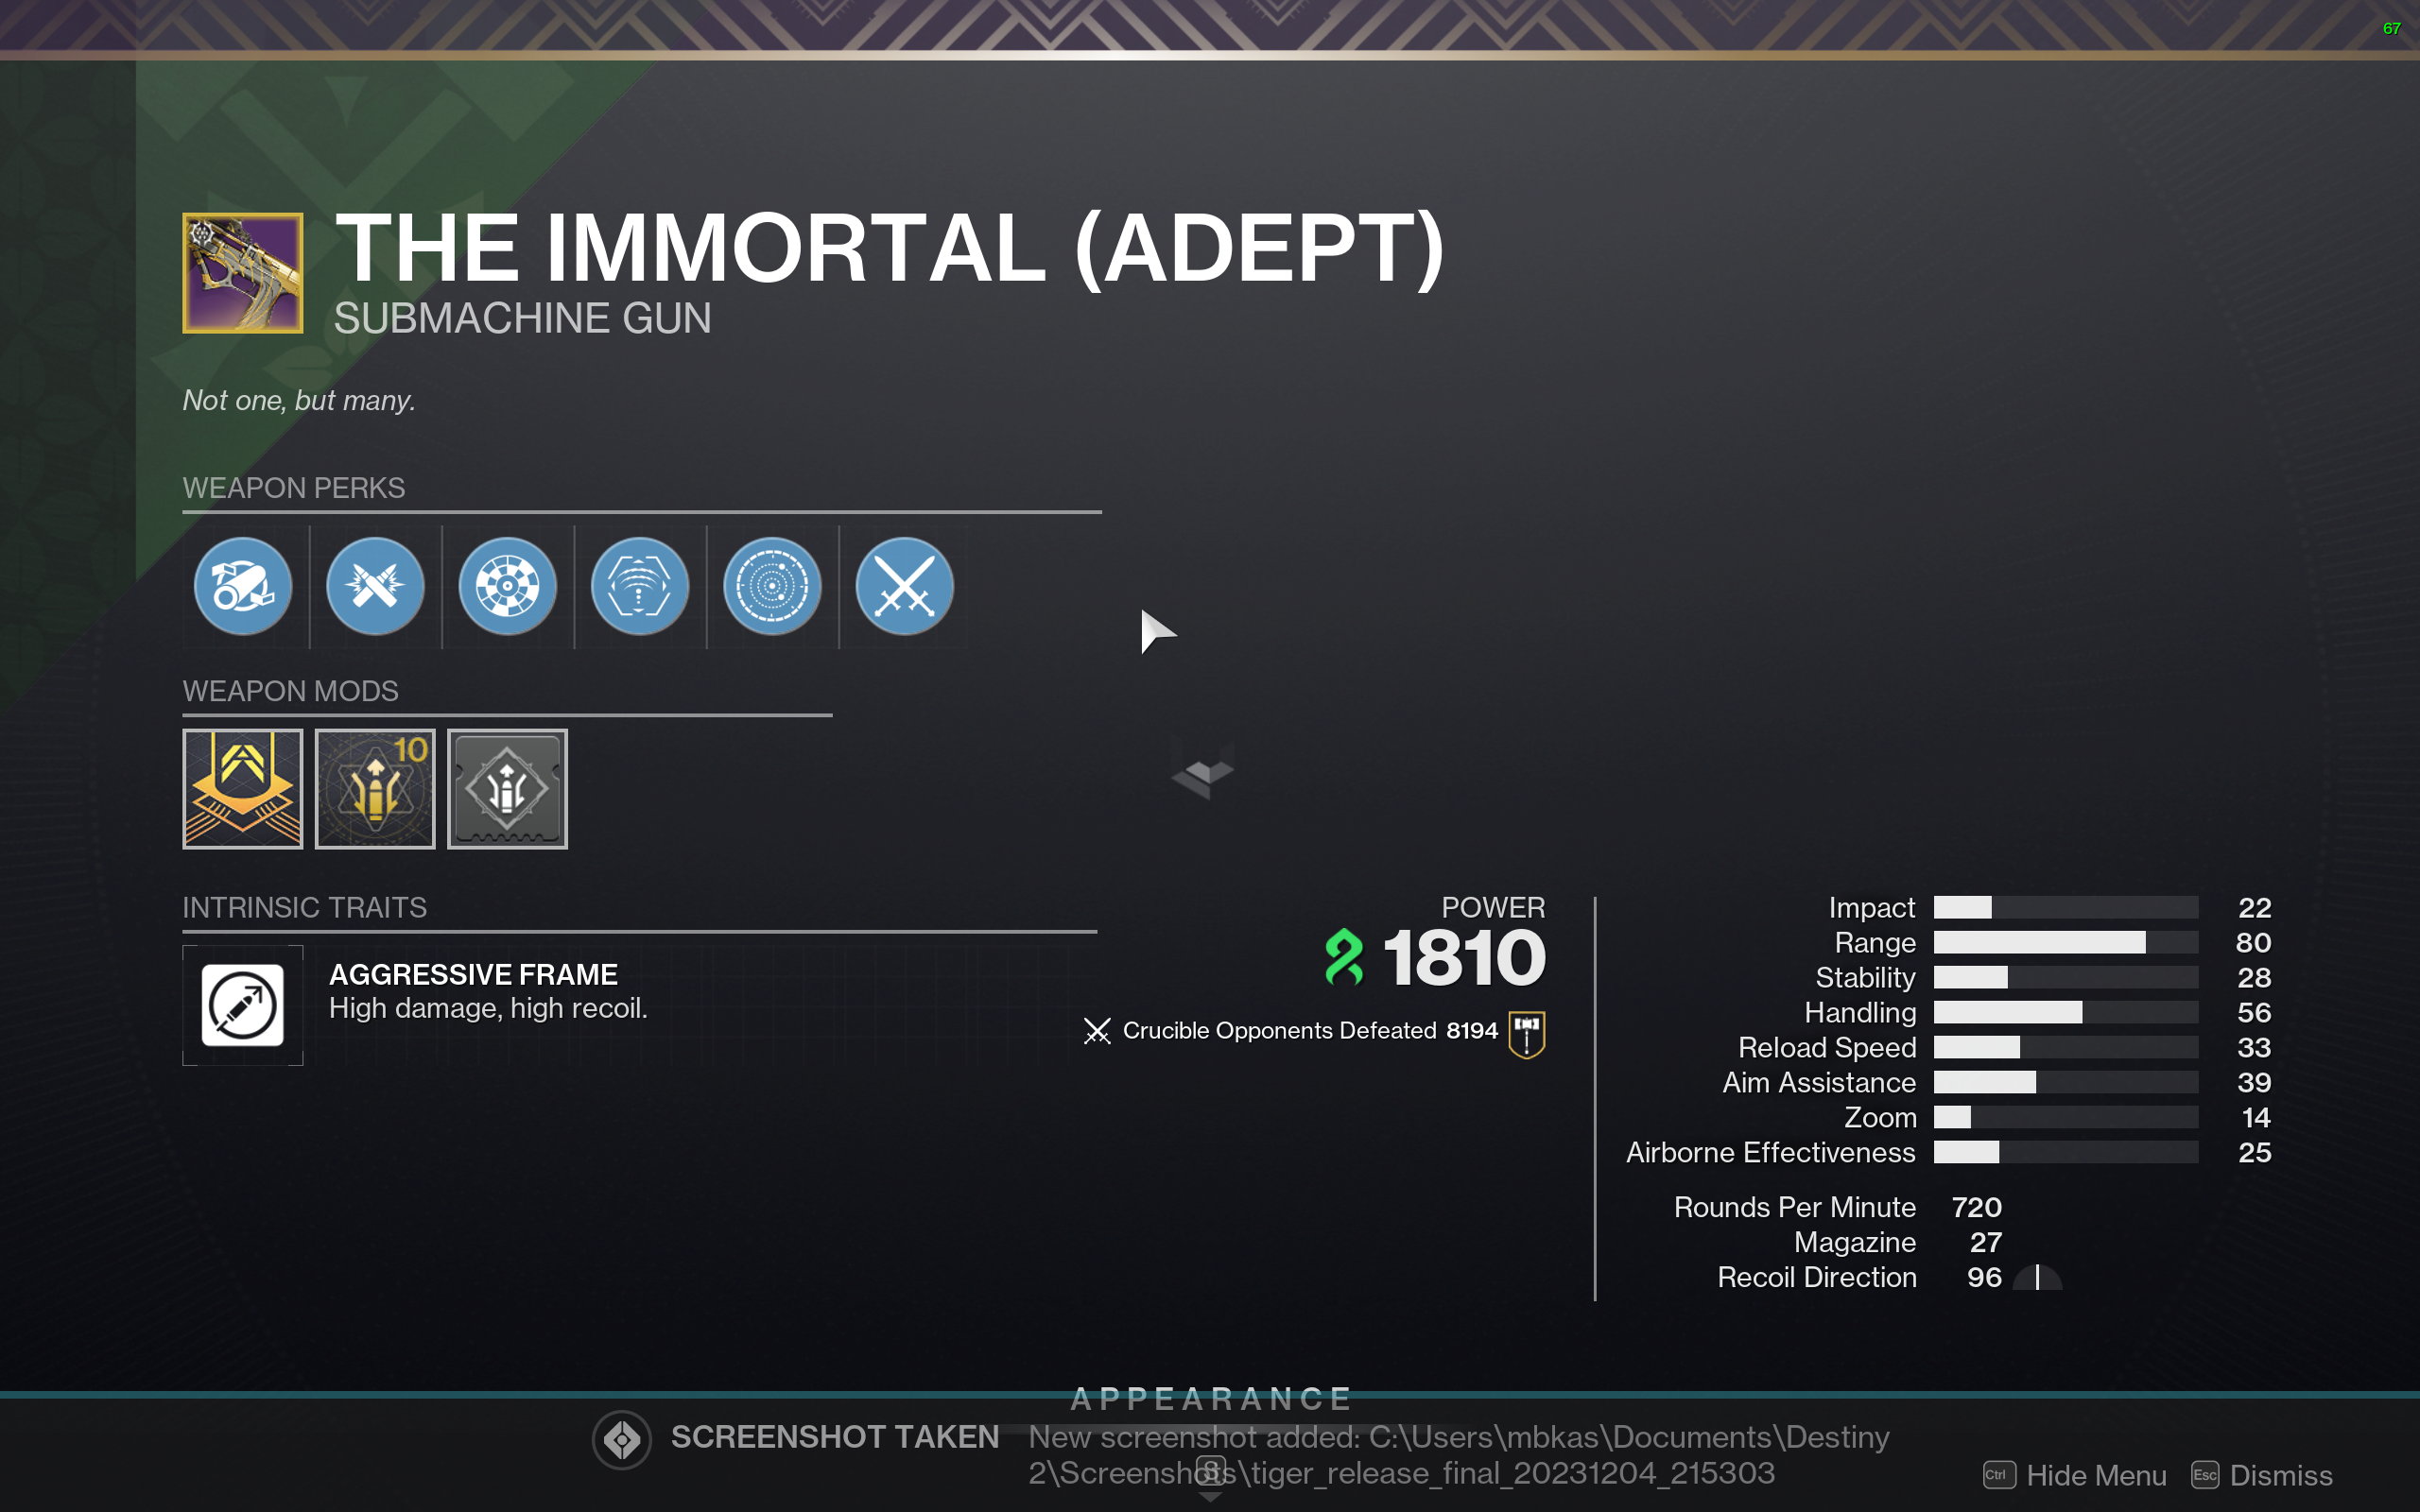 67
THE IMMORTAL (ADEPT)
SUBMACHINE GUN
Not one, but many.
WEAPON PERKS
WEAPON MODS
10
INTRINSIC TRAITS
AGGRESSIVE FRAME
High damage, high recoil.
POWER
1810
Crucible Opponents Defeated 8194
Impact 22
Range 80
Stability 28
Handling 56
Reload Speed 33
Aim Assistance 39
Zoom 14
Airborne Effectiveness 25
Rounds Per Minute 720
Magazine 27
Recoil Direction 96
APPEARANCE
SCREENSHOT TAKEN New screenshot added: C:\Users\mbkas\Documents\Destiny
2\Screenshots\tiger_release_final_20231204_215303
S
Ctrl Hide Menu Esc Dismiss